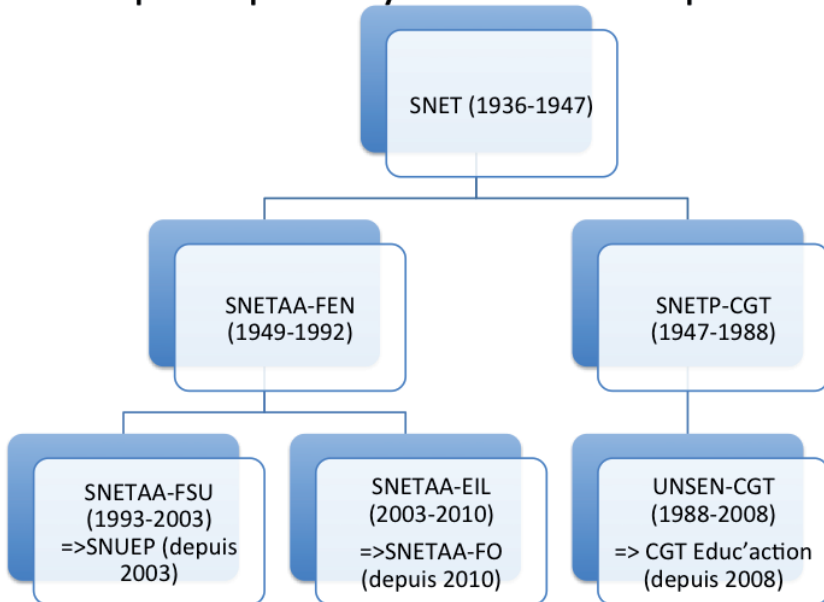 SNET (1936-1947)
SNETAA-FEN
(1949-1992)
SNETP-CGT
(1947-1988)
SNETAA-FSU
(1993-2003)
=>SNUEP (depuis
2003)
SNETAA-EIL
(2003-2010)
=>SNETAA-FO
(depuis 2010)
UNSEN-CGT
(1988-2008)
=> CGT Educ’action
(depuis 2008)